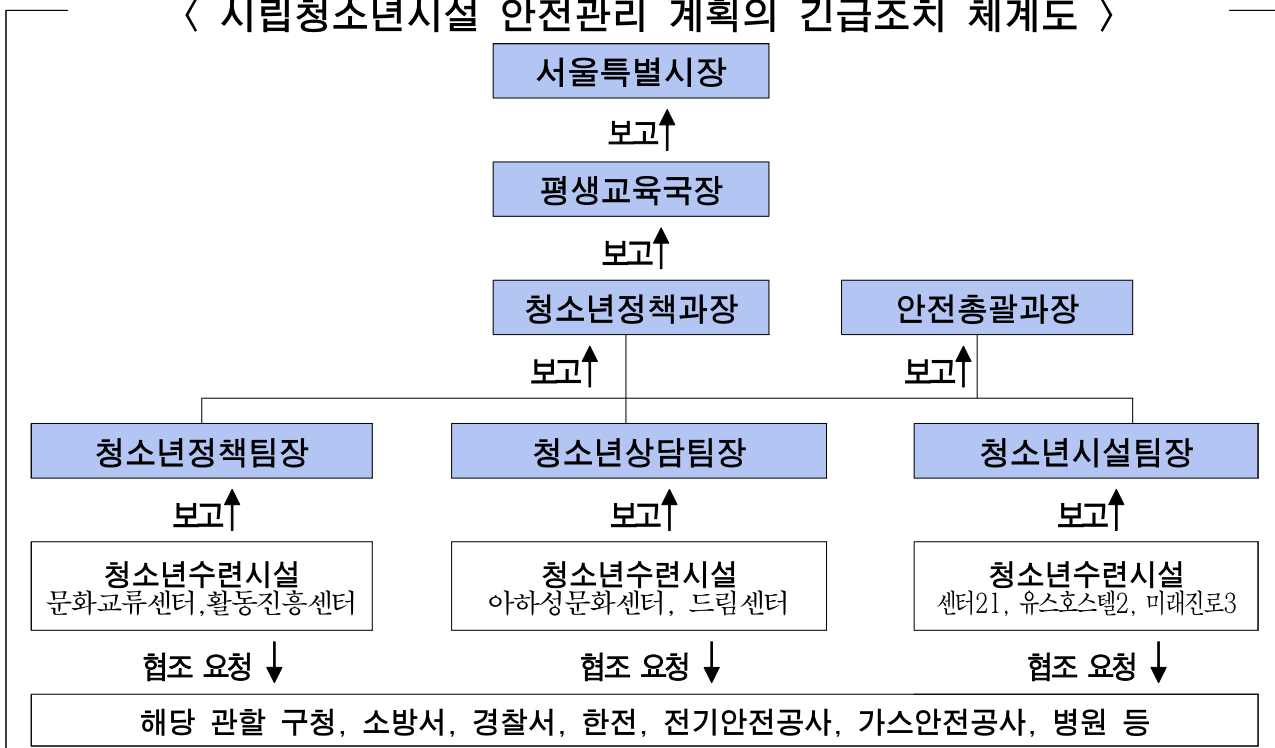 〈 시립청소년시설 안전관리 계획의 긴급조치 체계도 〉
서울특별시장
보고
평생교육국장
보고
청소년정책과장 안전총괄과장
보고 보고
청소년정책팀장 청소년상담팀장 청소년시설팀장
보고 보고 보고
청소년수련시설 청소년수련시설 청소년수련시설
문화교류센터,활동진흥센터 아하성문화센터, 드림센터 센터21, 유스호스텔2, 미래진로3
협조 요청 협조 요청 협조 요청
해당 관할 구청, 소방서, 경찰서, 한전, 전기안전공사, 가스안전공사, 병원 등